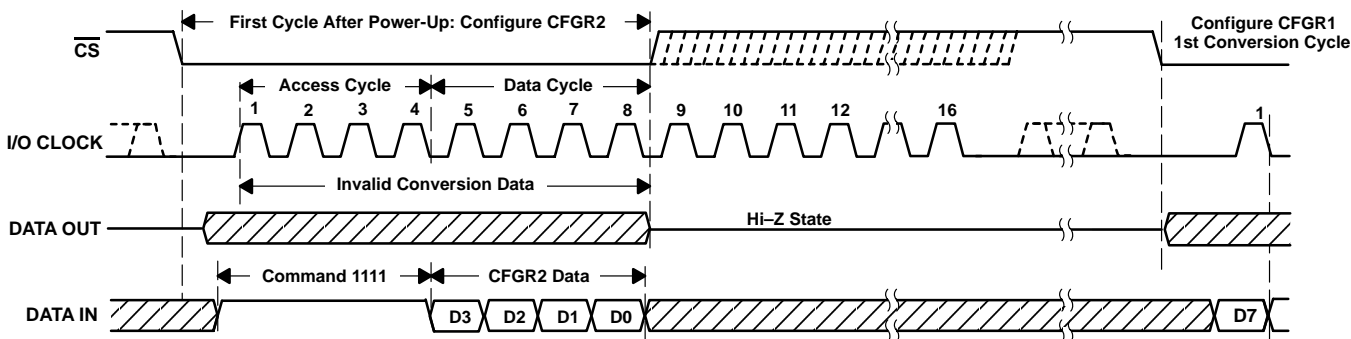 First Cycle After Power-Up: Configure CFGR2
Configure CFGR1
1st Conversion Cycle
CS
Access Cycle
Data Cycle
1 2 3 4 5 6 7 8 9 10 11 12 16 1
I/O CLOCK
Invalid Conversion Data
DATA OUT
Hi–Z State
Command 1111
CFGR2 Data
DATA IN
D3 D2 D1 D0 D7